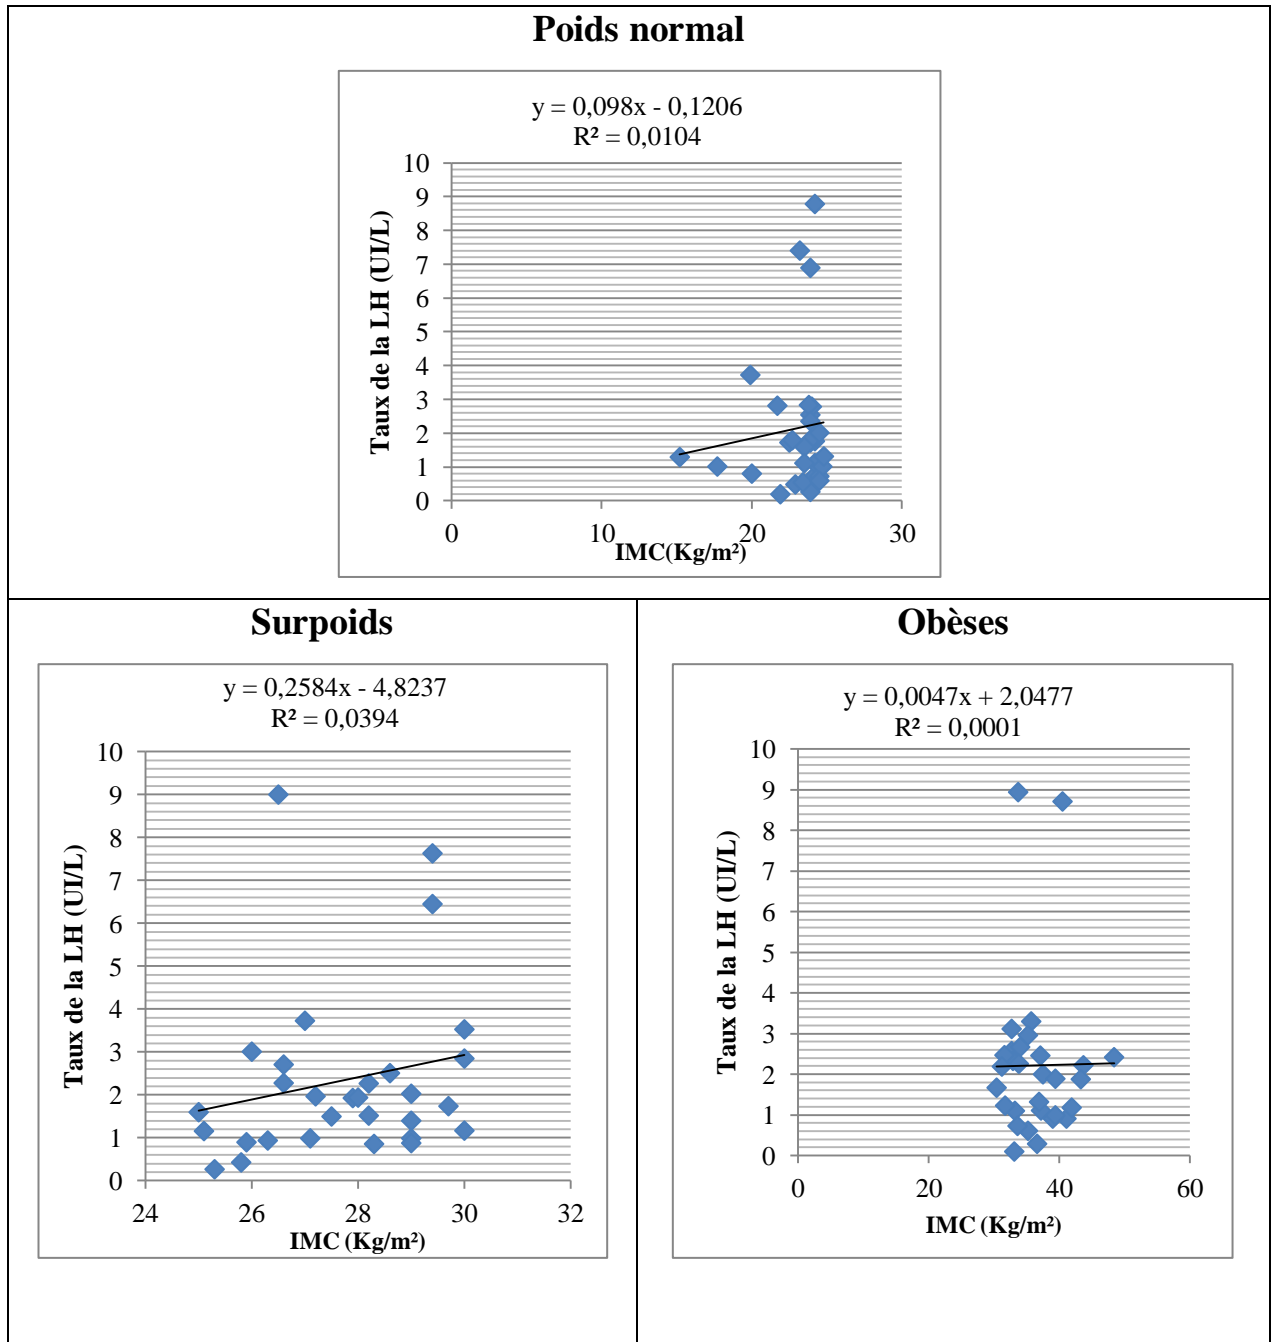 Poids normal
y = 0,098x - 0,1206
R² = 0,0104
10
9
8
7
6
5
4
3
2
1
0
Taux de la LH (UI/L)
0 10 20 30
IMC(Kg/m²)
Surpoids
y = 0,2584x - 4,8237
R² = 0,0394
10
9
8
7
6
5
4
3
2
1
0
Taux de la LH (UI/L)
24 26 28 30 32
IMC (Kg/m²)
Obèses
y = 0,0047x + 2,0477
R² = 0,0001
10
9
8
7
6
5
4
3
2
1
0
Taux de la LH (UI/L)
0 20 40 60
IMC (Kg/m²)